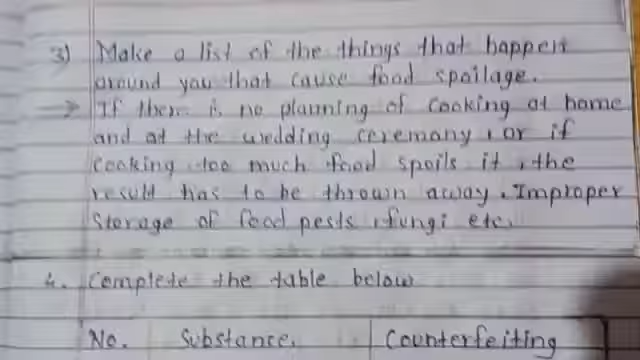 3) Make a list of the things that happen
around you that cause food spoilage.
→ If there is no planning of cooking at home
and at the wedding ceremony, or if
cooking too much food spoils it, the
result has to be thrown away. Improper
Storage of food pests, fungi etc.
4. Complete the table below
No. Substance. Counterfeiting